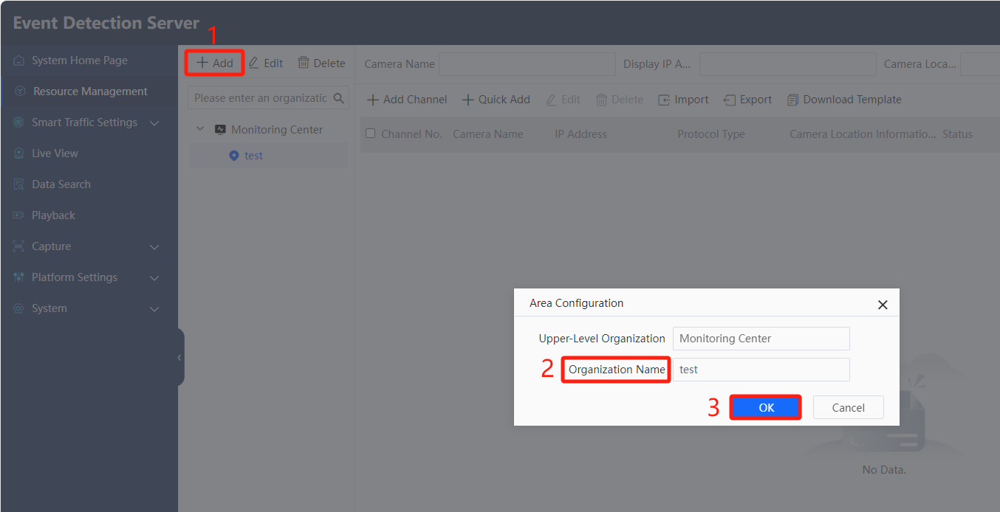 Event Detection Server
1
System Home Page
Resource Management
Smart Traffic Settings
Live View
Data Search
Playback
Capture
Platform Settings
System
Add Edit Delete
Please enter an organizatic
Monitoring Center
test
Camera Name Display IP A... Camera Loca...
Add Channel Quick Add Edit Delete Import Export Download Template
Channel No. Camera Name IP Address Protocol Type Camera Location Informatio... Status
Area Configuration
Upper-Level Organization Monitoring Center
2 Organization Name test
3 OK Cancel
No Data.